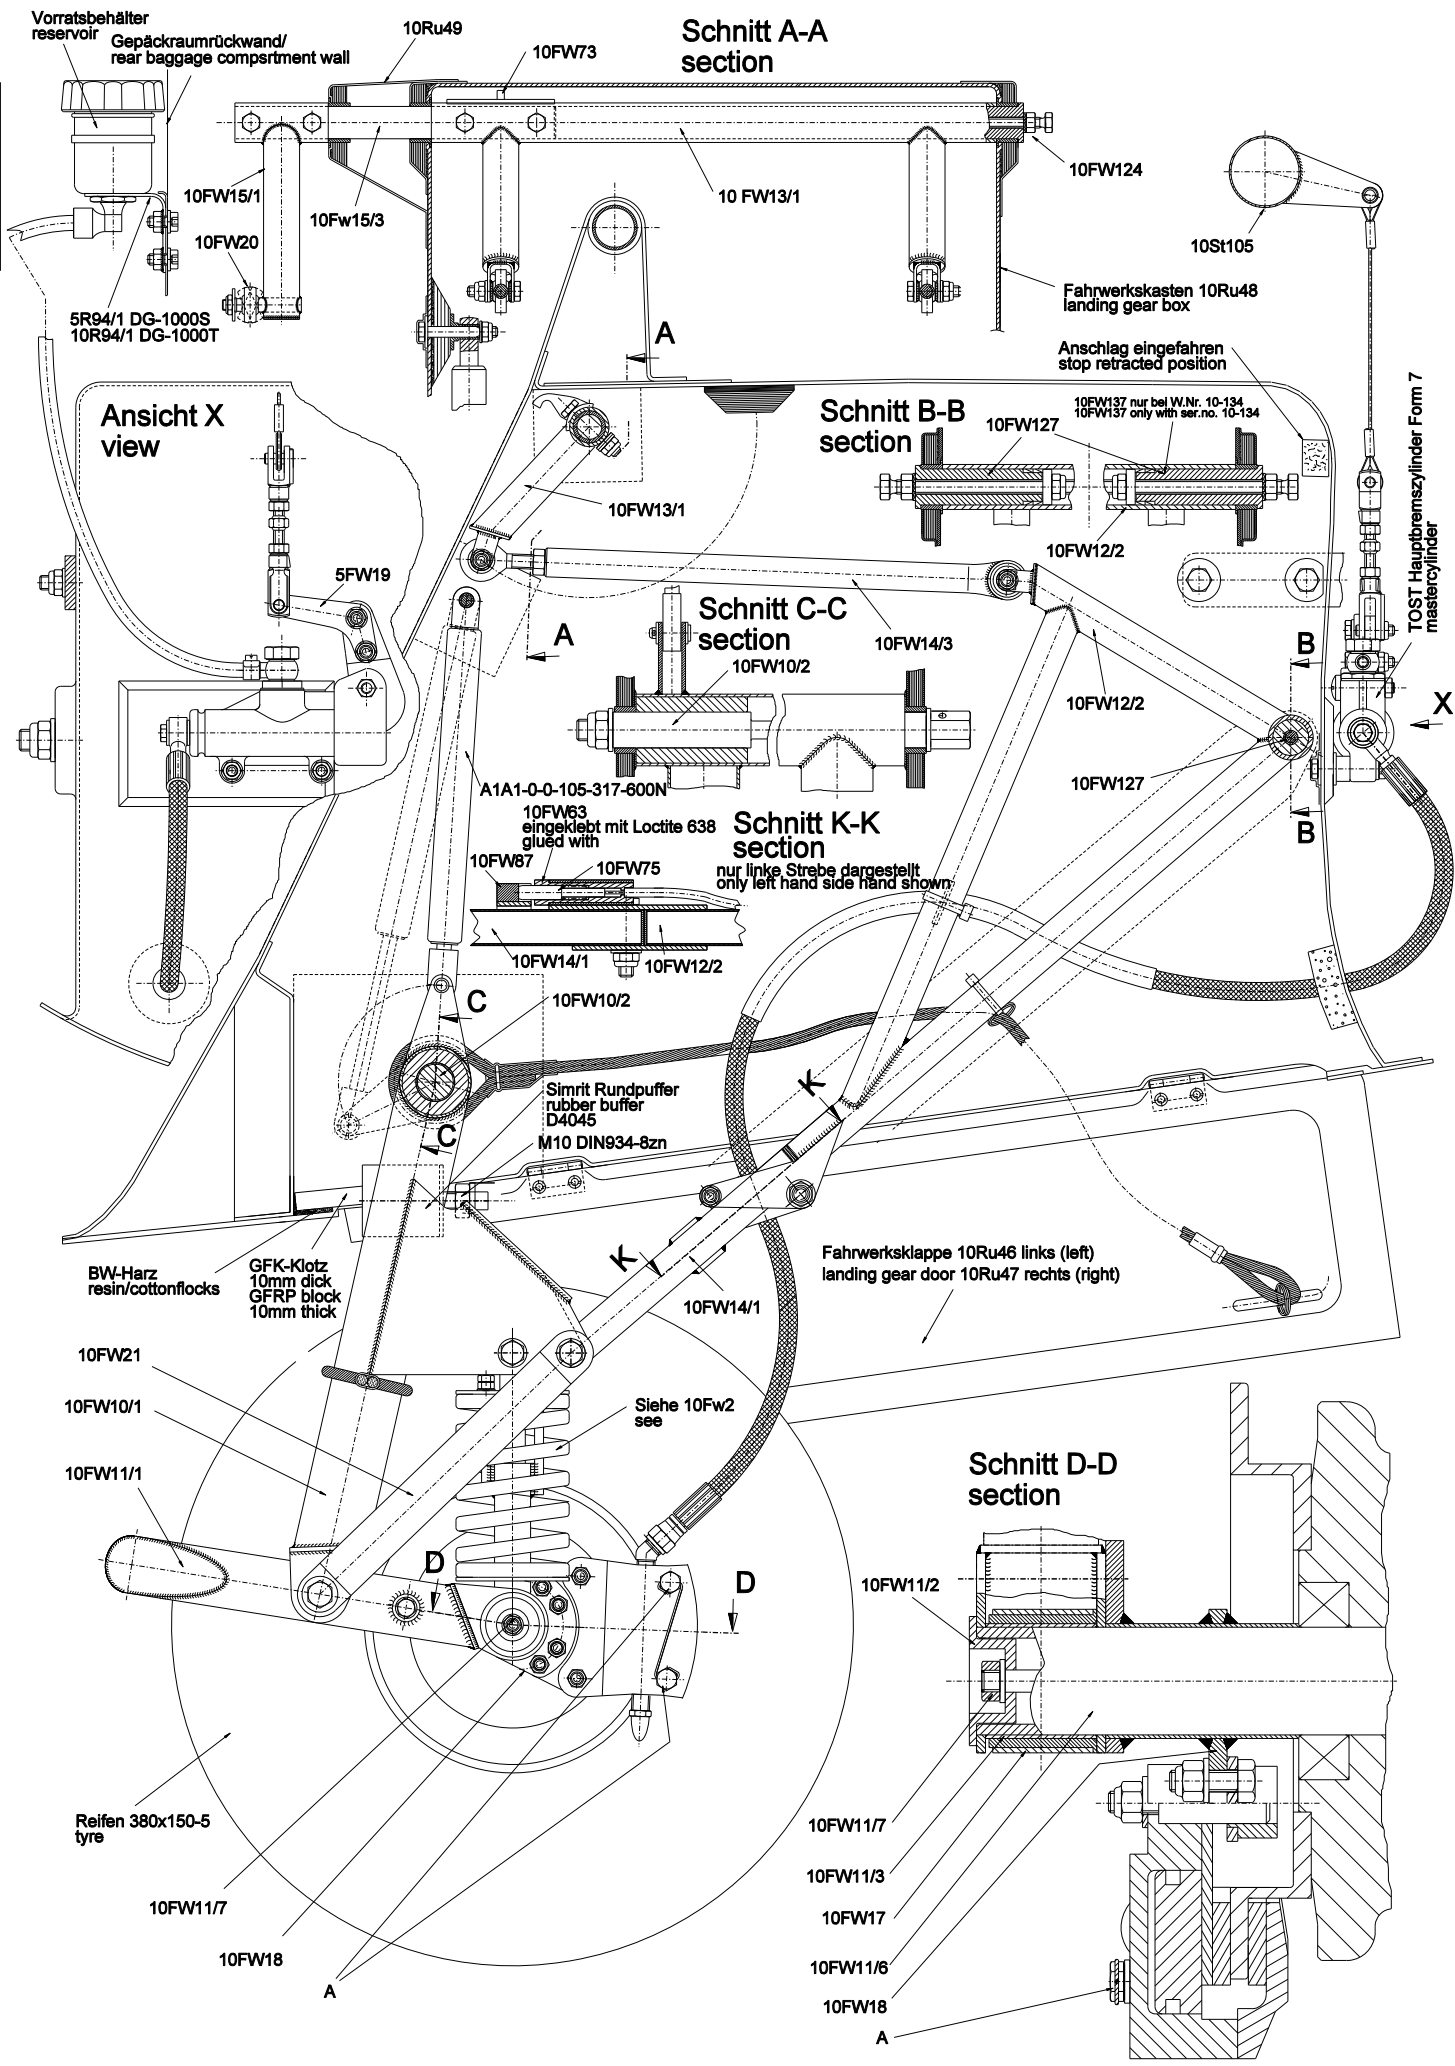 Vorratsbehälter
reservoir
Gepäckraumrückwand/
rear baggage compsrtment wall
10Ru49
10FW73
Schnitt A-A
section
10FW124
10FW15/1
10Fw15/3
10 FW13/1
10FW20
10St105
5R94/1 DG-1000S
10R94/1 DG-1000T
Fahrwerkskasten 10Ru48
landing gear box
A
Anschlag eingefahren
stop retracted position
Ansicht X
view
Schnitt B-B
section
10FW137 nur bei W.Nr. 10-134
10FW137 only with ser.no. 10-134
10FW127
10FW12/2
TOST Hauptbremszylinder Form 7
mastercylinder
10FW13/1
5FW19
A
Schnitt C-C
section
10FW10/2
10FW14/3
10FW12/2
B
X
10FW127
B
A1A1-0-0-105-317-600N
10FW63
eingeklebt mit Loctite 638
glued with
Schnitt K-K
section
nur linke Strebe dargestellt
only left hand side hand shown
10FW87
10FW75
10FW14/1
10FW12/2
C
10FW10/2
Simrit Rundpuffer
rubber buffer
D4045
K
C
M10 DIN934-8zn
K
BW-Harz
resin/cottonflocks
GFK-Klotz
10mm dick
GFRP block
10mm thick
Fahrwerksklappe 10Ru46 links (left)
landing gear door 10Ru47 rechts (right)
10FW14/1
10FW21
10FW10/1
10FW11/1
Siehe 10Fw2
see
Schnitt D-D
section
D
D
10FW11/2
Reifen 380x150-5
tyre
10FW11/7
10FW18
A
10FW11/7
10FW11/3
10FW17
10FW11/6
10FW18
A